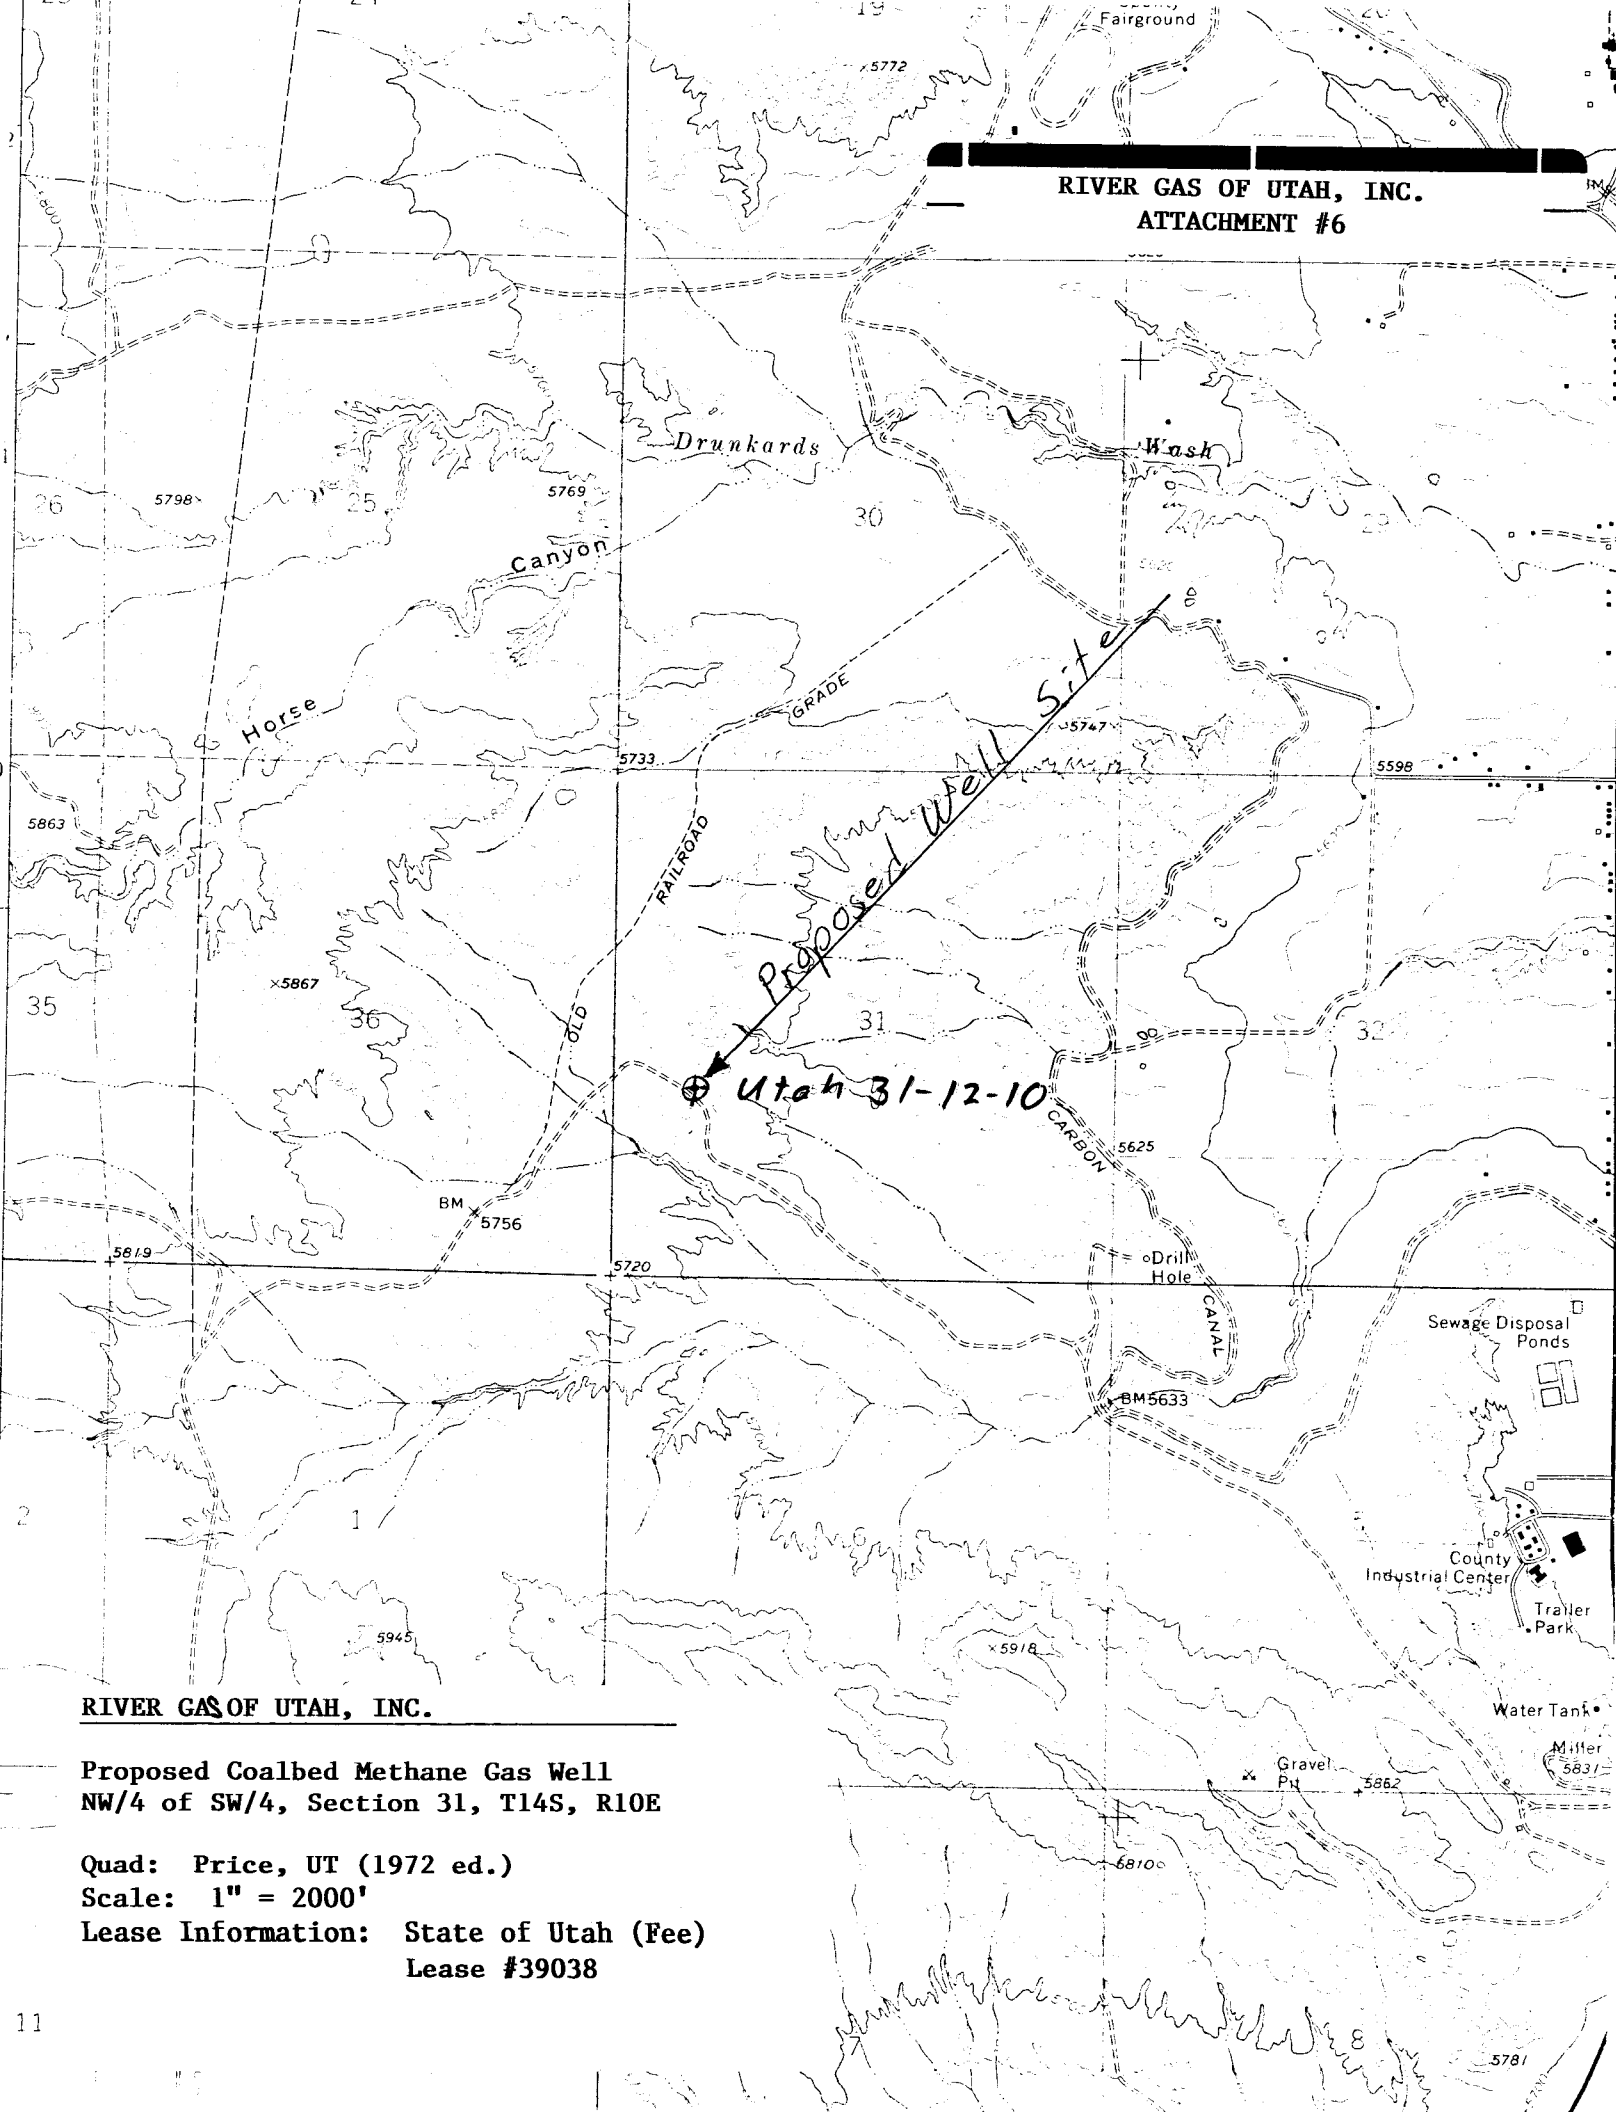 19
Fairground
×5772
RIVER GAS OF UTAH, INC.
ATTACHMENT #6
Drunkards
Wash
26
5798×
25
5769
30
29
Canyon
Proposed Well Site
Horse
GRADE
5747
5733
5598
5863
RAILROAD
×5867
35
36
OLD
31
32
Utah 31-12-10
CARBON
5625
BM
5756
5819
5720
Drill
Hole
CANAL
Sewage Disposal
Ponds
BM5633
2
1
County
Industrial Center
Trailer
Park
5945
×5918
RIVER GAS OF UTAH, INC.
Water Tank
Miller
5831
Gravel
Pit
5862
Proposed Coalbed Methane Gas Well
NW/4 of SW/4, Section 31, T14S, R10E
Quad: Price, UT (1972 ed.)
Scale: 1" = 2000'
Lease Information: State of Utah (Fee)
Lease #39038
5810
11
8
5781